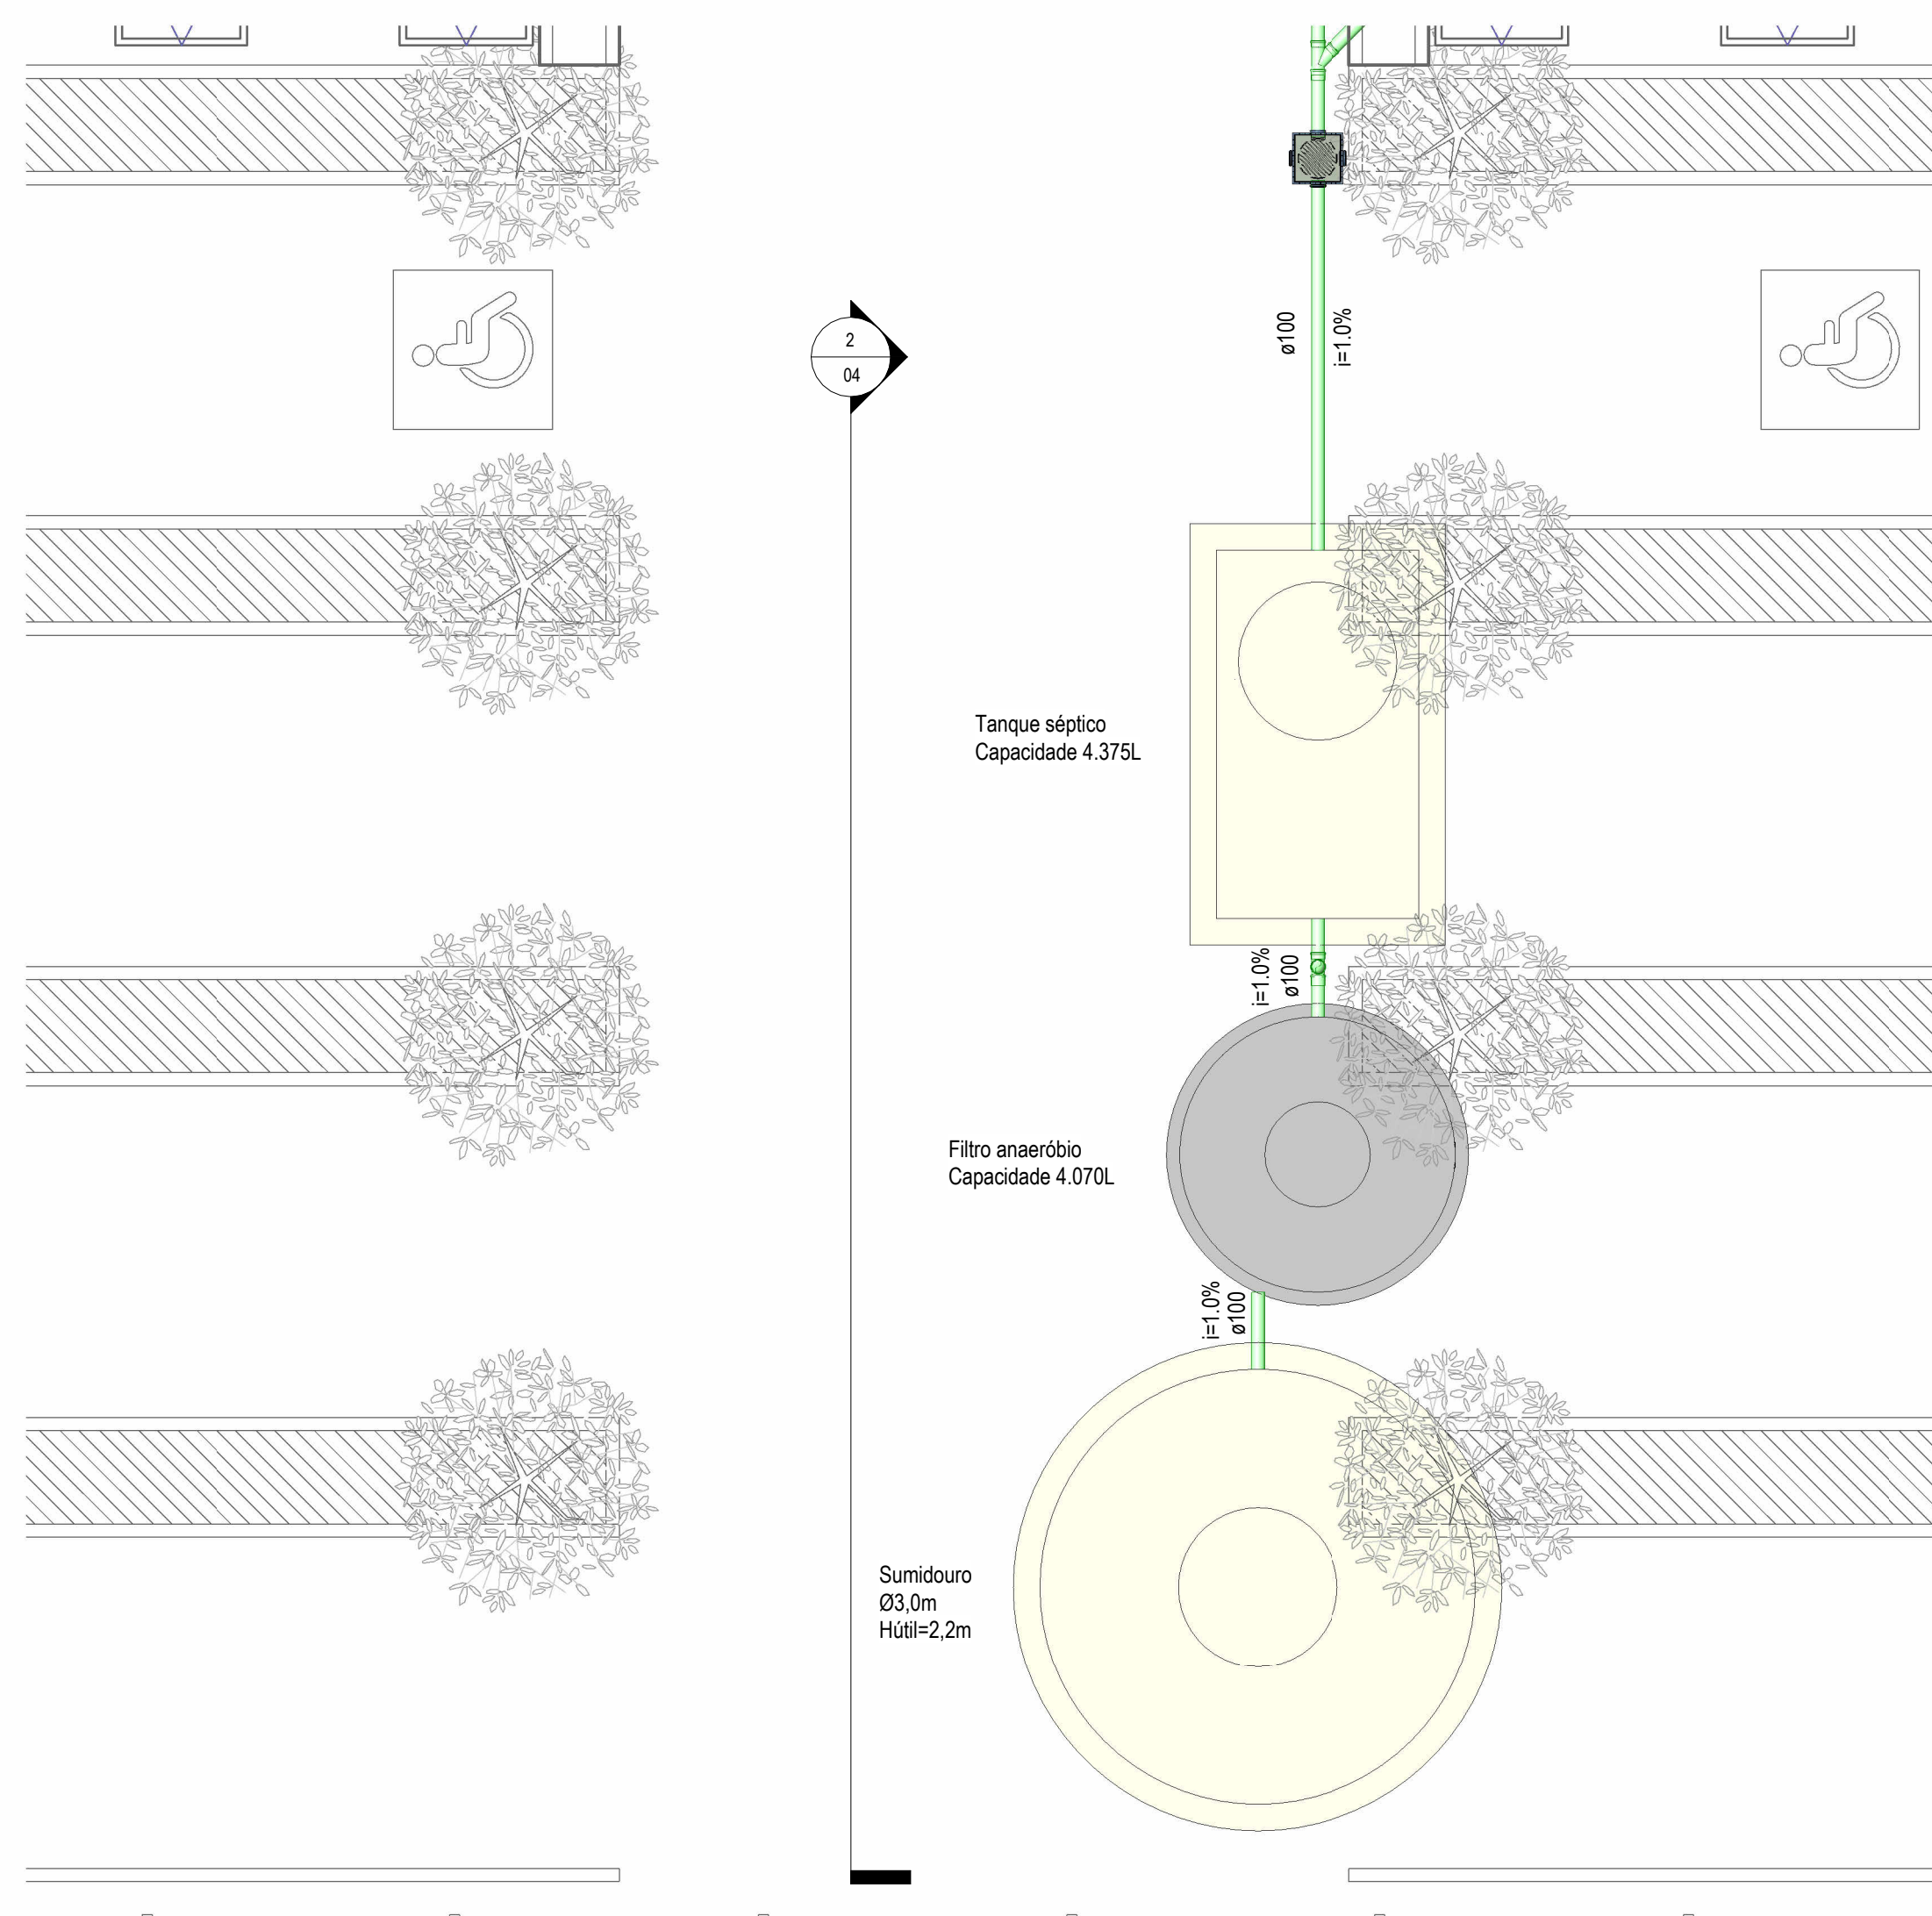 2
04
ø100
i=1.0%
Tanque séptico
Capacidade 4.375L
i=1.0%
ø100
Filtro anaeróbio
Capacidade 4.070L
i=1.0%
ø100
Sumidouro
Ø3,0m
Hútil=2,2m